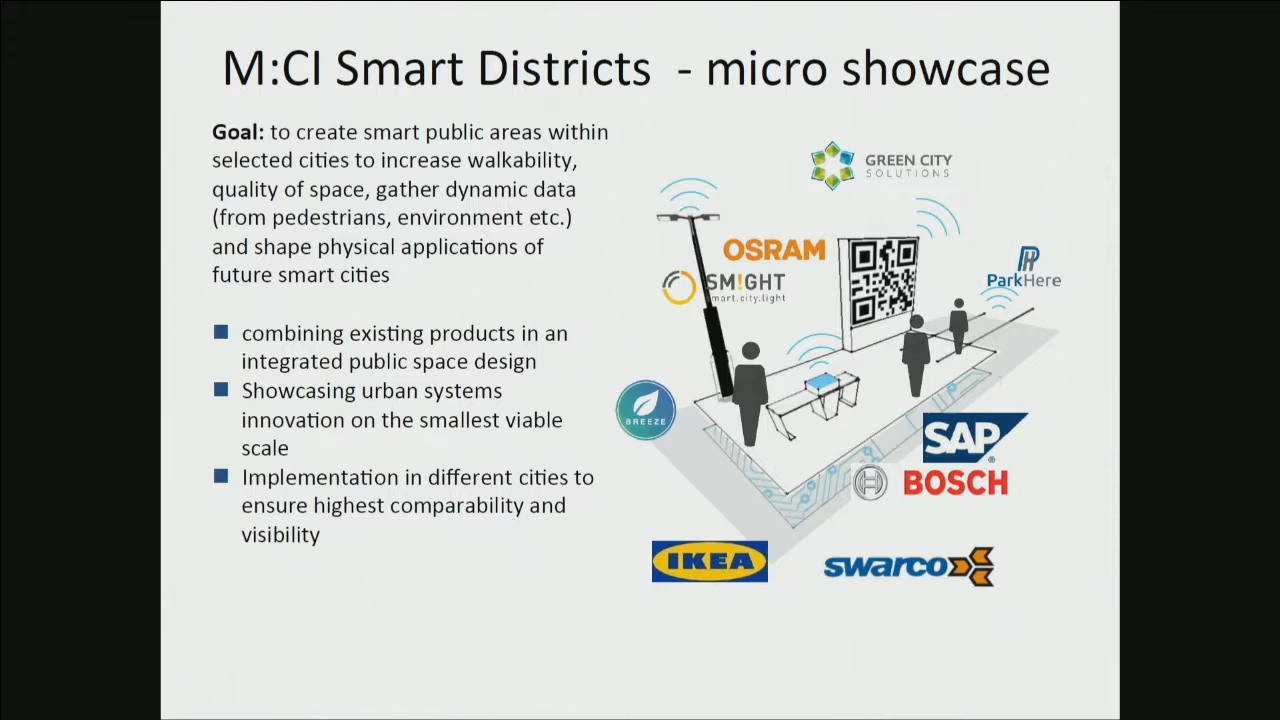 M:CI Smart Districts - micro showcase
Goal: to create smart public areas within
selected cities to increase walkability,
quality of space, gather dynamic data
(from pedestrians, environment etc.)
and shape physical applications of
future smart cities
combining existing products in an
integrated public space design
Showcasing urban systems
innovation on the smallest viable
scale
Implementation in different cities to
ensure highest comparability and
visibility
GREEN CITY
SOLUTIONS
OSRAM
SM!GHT
smart.city.light
ParkHere
BREEZE
SAP
BOSCH
IKEA
swarco